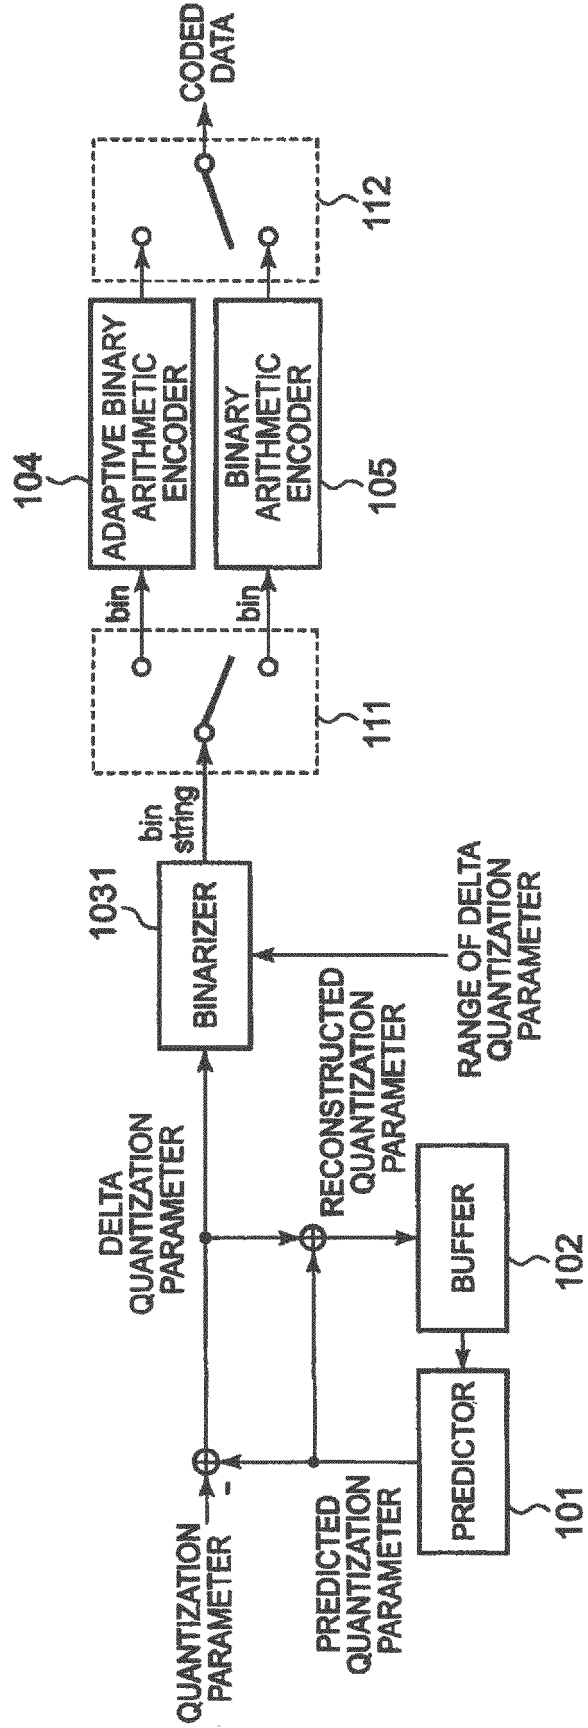 QUANTIZATION
PARAMETER
-
DELTA
QUANTIZATION
PARAMETER
PREDICTED
QUANTIZATION
PARAMETER
PREDICTOR
101
BUFFER
102
RECONSTRUCTED
QUANTIZATION
PARAMETER
BINARIZER
1031
RANGE OF DELTA
QUANTIZATION
PARAMETER
bin
string
111
bin
bin
104
ADAPTIVE BINARY
ARITHMETIC
ENCODER
BINARY
ARITHMETIC
ENCODER
105
112
CODED
DATA